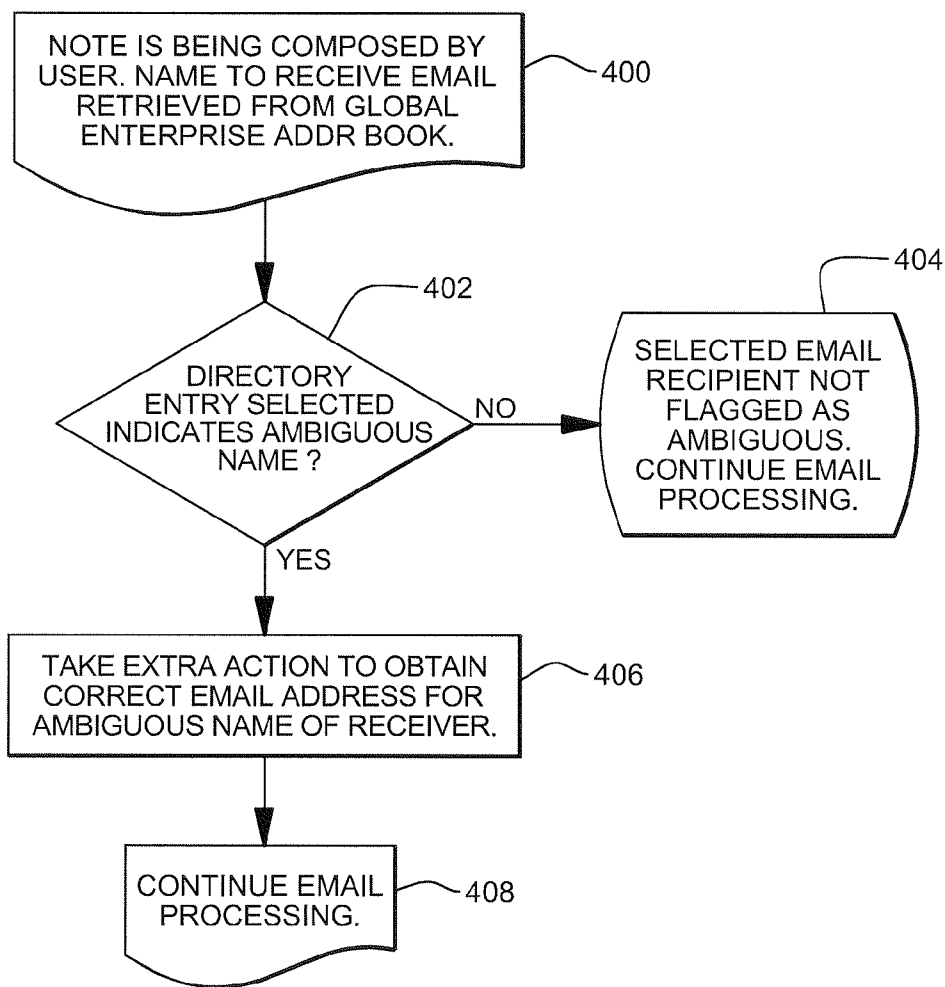 NOTE IS BEING COMPOSED BY
USER. NAME TO RECEIVE EMAIL
RETRIEVED FROM GLOBAL
ENTERPRISE ADDR BOOK.
400
402
DIRECTORY
ENTRY SELECTED
INDICATES AMBIGUOUS
NAME ?
NO
404
SELECTED EMAIL
RECIPIENT NOT
FLAGGED AS
AMBIGUOUS.
CONTINUE EMAIL
PROCESSING.
YES
TAKE EXTRA ACTION TO OBTAIN
CORRECT EMAIL ADDRESS FOR
AMBIGUOUS NAME OF RECEIVER.
406
CONTINUE EMAIL
PROCESSING.
408